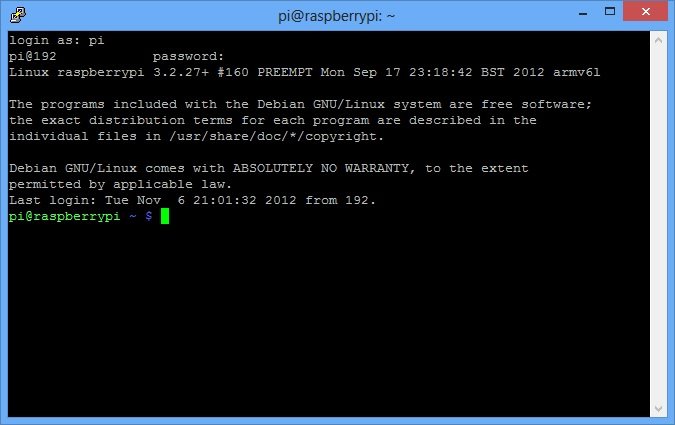 pi@raspberrypi: ~
login as: pi
pi@192            password:
Linux raspberrypi 3.2.27+ #160 PREEMPT Mon Sep 17 23:18:42 BST 2012 armv6l
The programs included with the Debian GNU/Linux system are free software;
the exact distribution terms for each program are described in the
individual files in /usr/share/doc/*/copyright.
Debian GNU/Linux comes with ABSOLUTELY NO WARRANTY, to the extent
permitted by applicable law.
Last login: Tue Nov  6 21:01:32 2012 from 192.
pi@raspberrypi ~ $